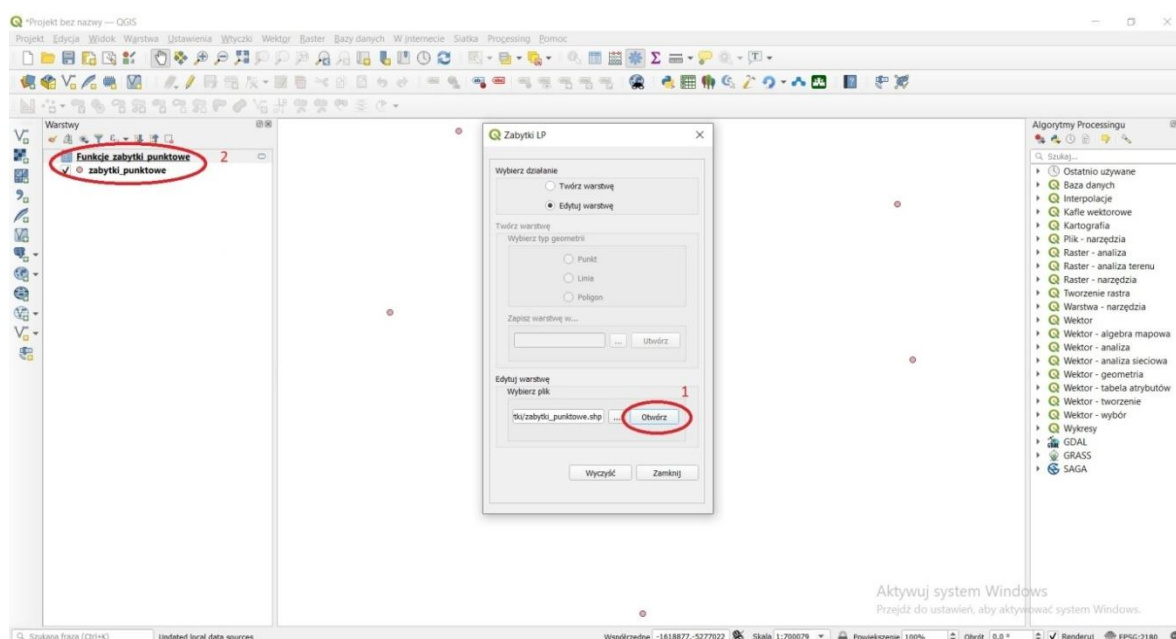 *Projekt bez nazwy — QGIS
Projekt Edycja Widok Warstwa Ustawienia Wtyczki Wektor Raster Bazy danych W internecie Siatka Processing Pomoc
Warstwy
Funkcje zabytki punktowe 2
zabytki_punktowe
Zabytki LP
Wybierz działanie
Twórz warstwę
Edytuj warstwę
Twórz warstwę
Wybierz typ geometrii
Punkt
Linia
Poligon
Zapisz warstwę w...
... Utwórz
Edytuj warstwę
Wybierz plik 1
tki/zabytki_punktowe.shp ... Otwórz
Wyczyść Zamknij
Algorytmy Processingu
Szukaj...
Ostatnio używane
Baza danych
Interpolacje
Kafle wektorowe
Kartografia
Plik - narzędzia
Raster - analiza
Raster - analiza terenu
Raster - narzędzia
Tworzenie rastra
Warstwa - narzędzia
Wektor
Wektor - algebra mapowa
Wektor - analiza
Wektor - analiza sieciowa
Wektor - geometria
Wektor - tabela atrybutów
Wektor - tworzenie
Wektor - wybór
Wykresy
GDAL
GRASS
SAGA
Aktywuj system Windows
Przejdź do ustawień, aby aktywować system Windows.
Szukana fraza (Ctrl+K) Updated local data sources Współrzędne -1618877,-5277022 Skala 1:700079 Powiększenie 100% Obrót 0,0 ° Renderuj EPSG:2180